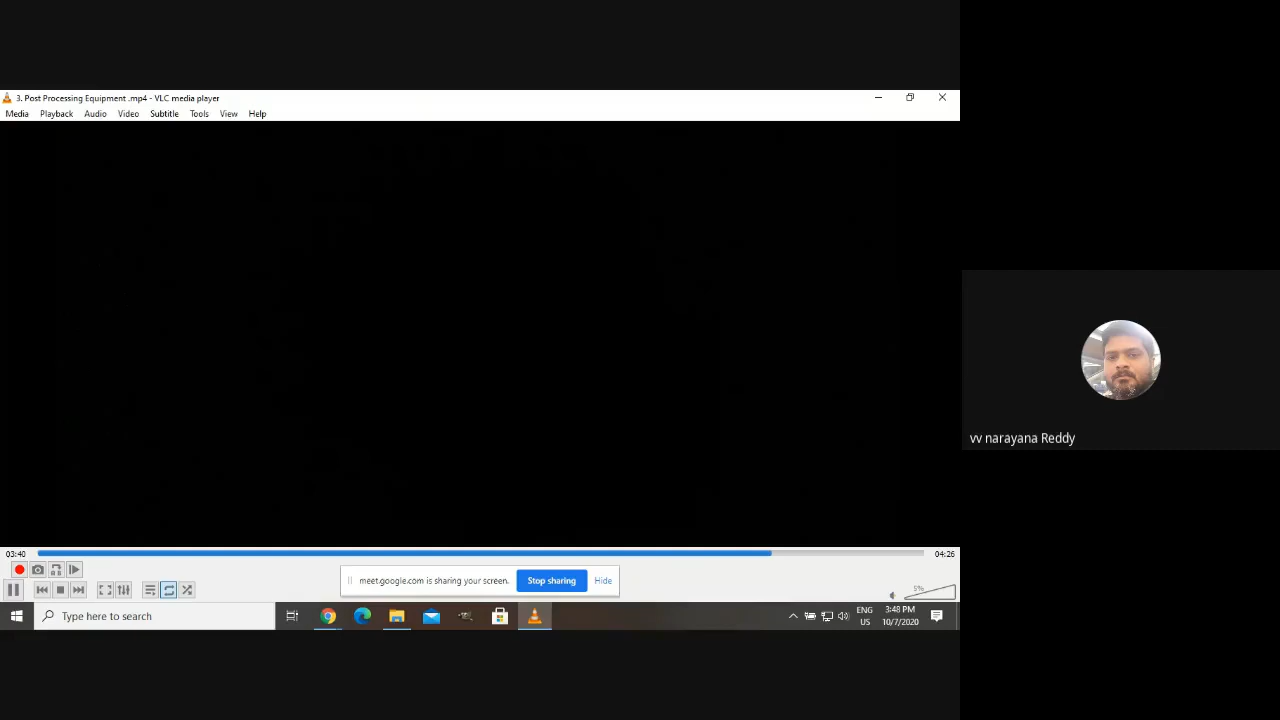 3. Post Processing Equipment .mp4 - VLC media player
Media Playback Audio Video Subtitle Tools View Help
vv narayana Reddy
03:40 04:26
meet.google.com is sharing your screen. Stop sharing Hide
5%
Type here to search
ENG 3:48 PM
US 10/7/2020